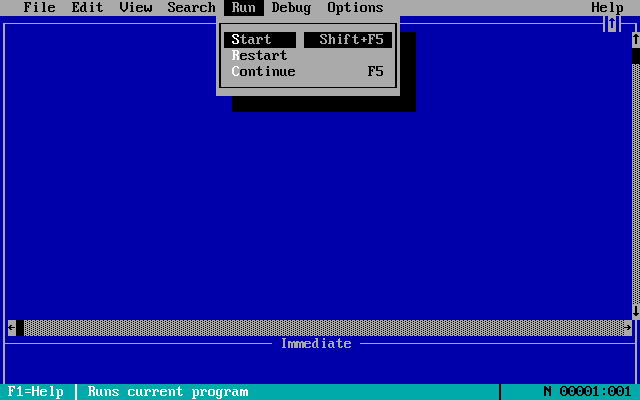 File Edit View Search Run Debug Options Help
↑
Start Shift+F5 ↑
Restart
Continue F5
↓
← →
Immediate
F1=Help Runs current program N 00001:001